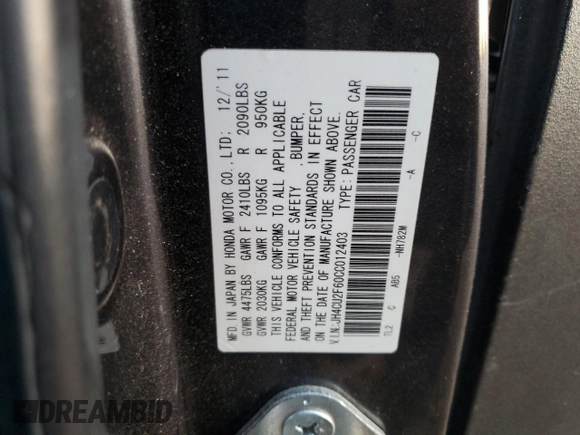 MFD. IN JAPAN BY HONDA MOTOR CO., LTD: 12/'11
GVWR 4475LBS GAWR F 2410LBS R 2090LBS
GVWR 2030KG GAWR F 1095KG R 950KG
THIS VEHICLE CONFORMS TO ALL APPLICABLE
FEDERAL MOTOR VEHICLE SAFETY , BUMPER,
AND THEFT PREVENTION STANDARDS IN EFFECT
ON THE DATE OF MANUFACTURE SHOWN ABOVE.
V.I.N:JH4CU2F60CC012403 TYPE: PASSENGER CAR
TL2 C AB5 -NH782M -A -C
DREAMBID